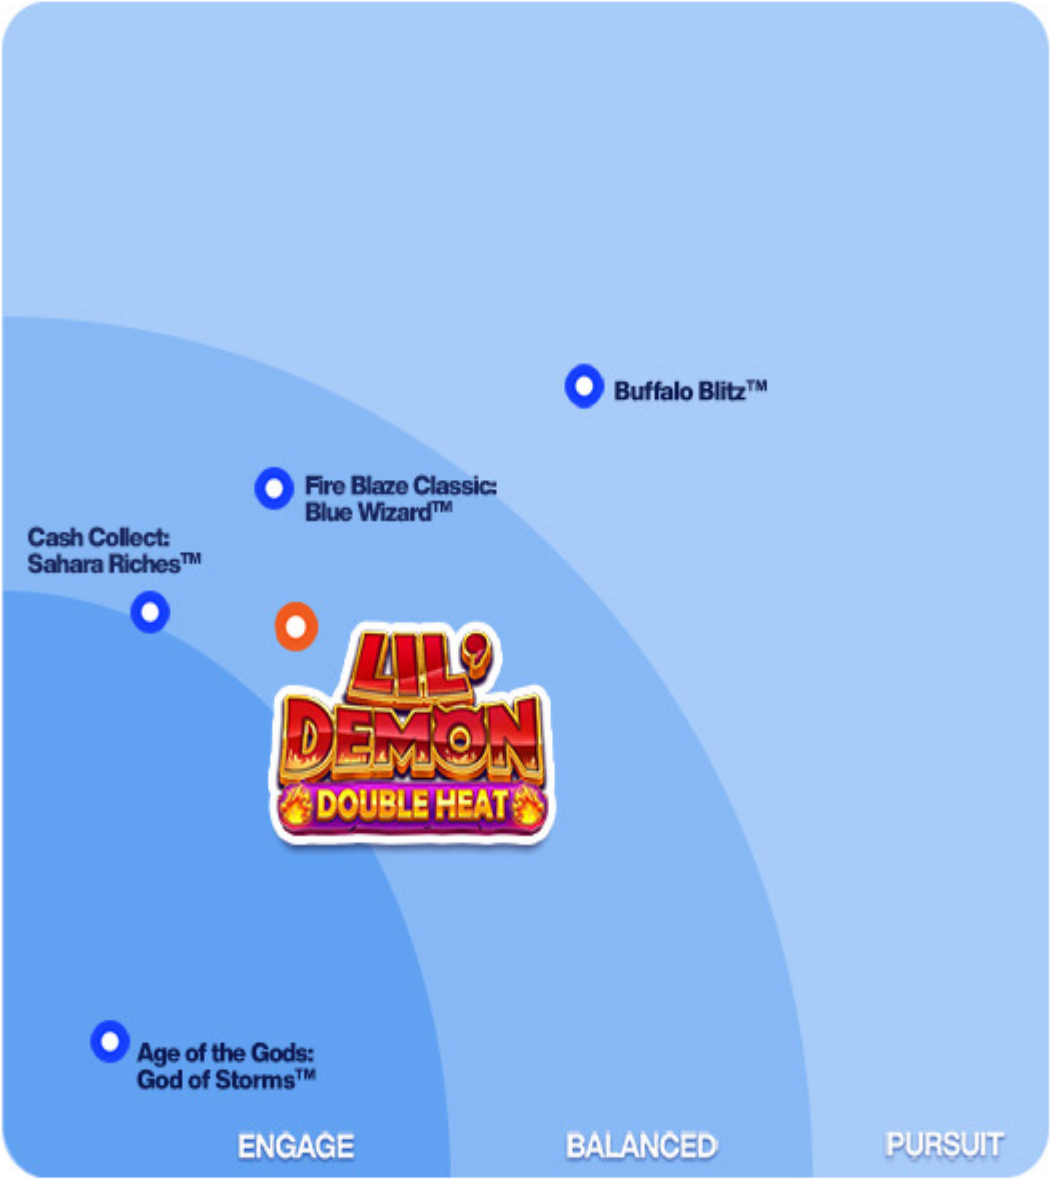 Buffalo Blitz™
Fire Blaze Classic:
Blue Wizard™
Cash Collect:
Sahara Riches™
LIL'
DEMON
DOUBLE HEAT
Age of the Gods:
God of Storms™
ENGAGE
BALANCED
PURSUIT